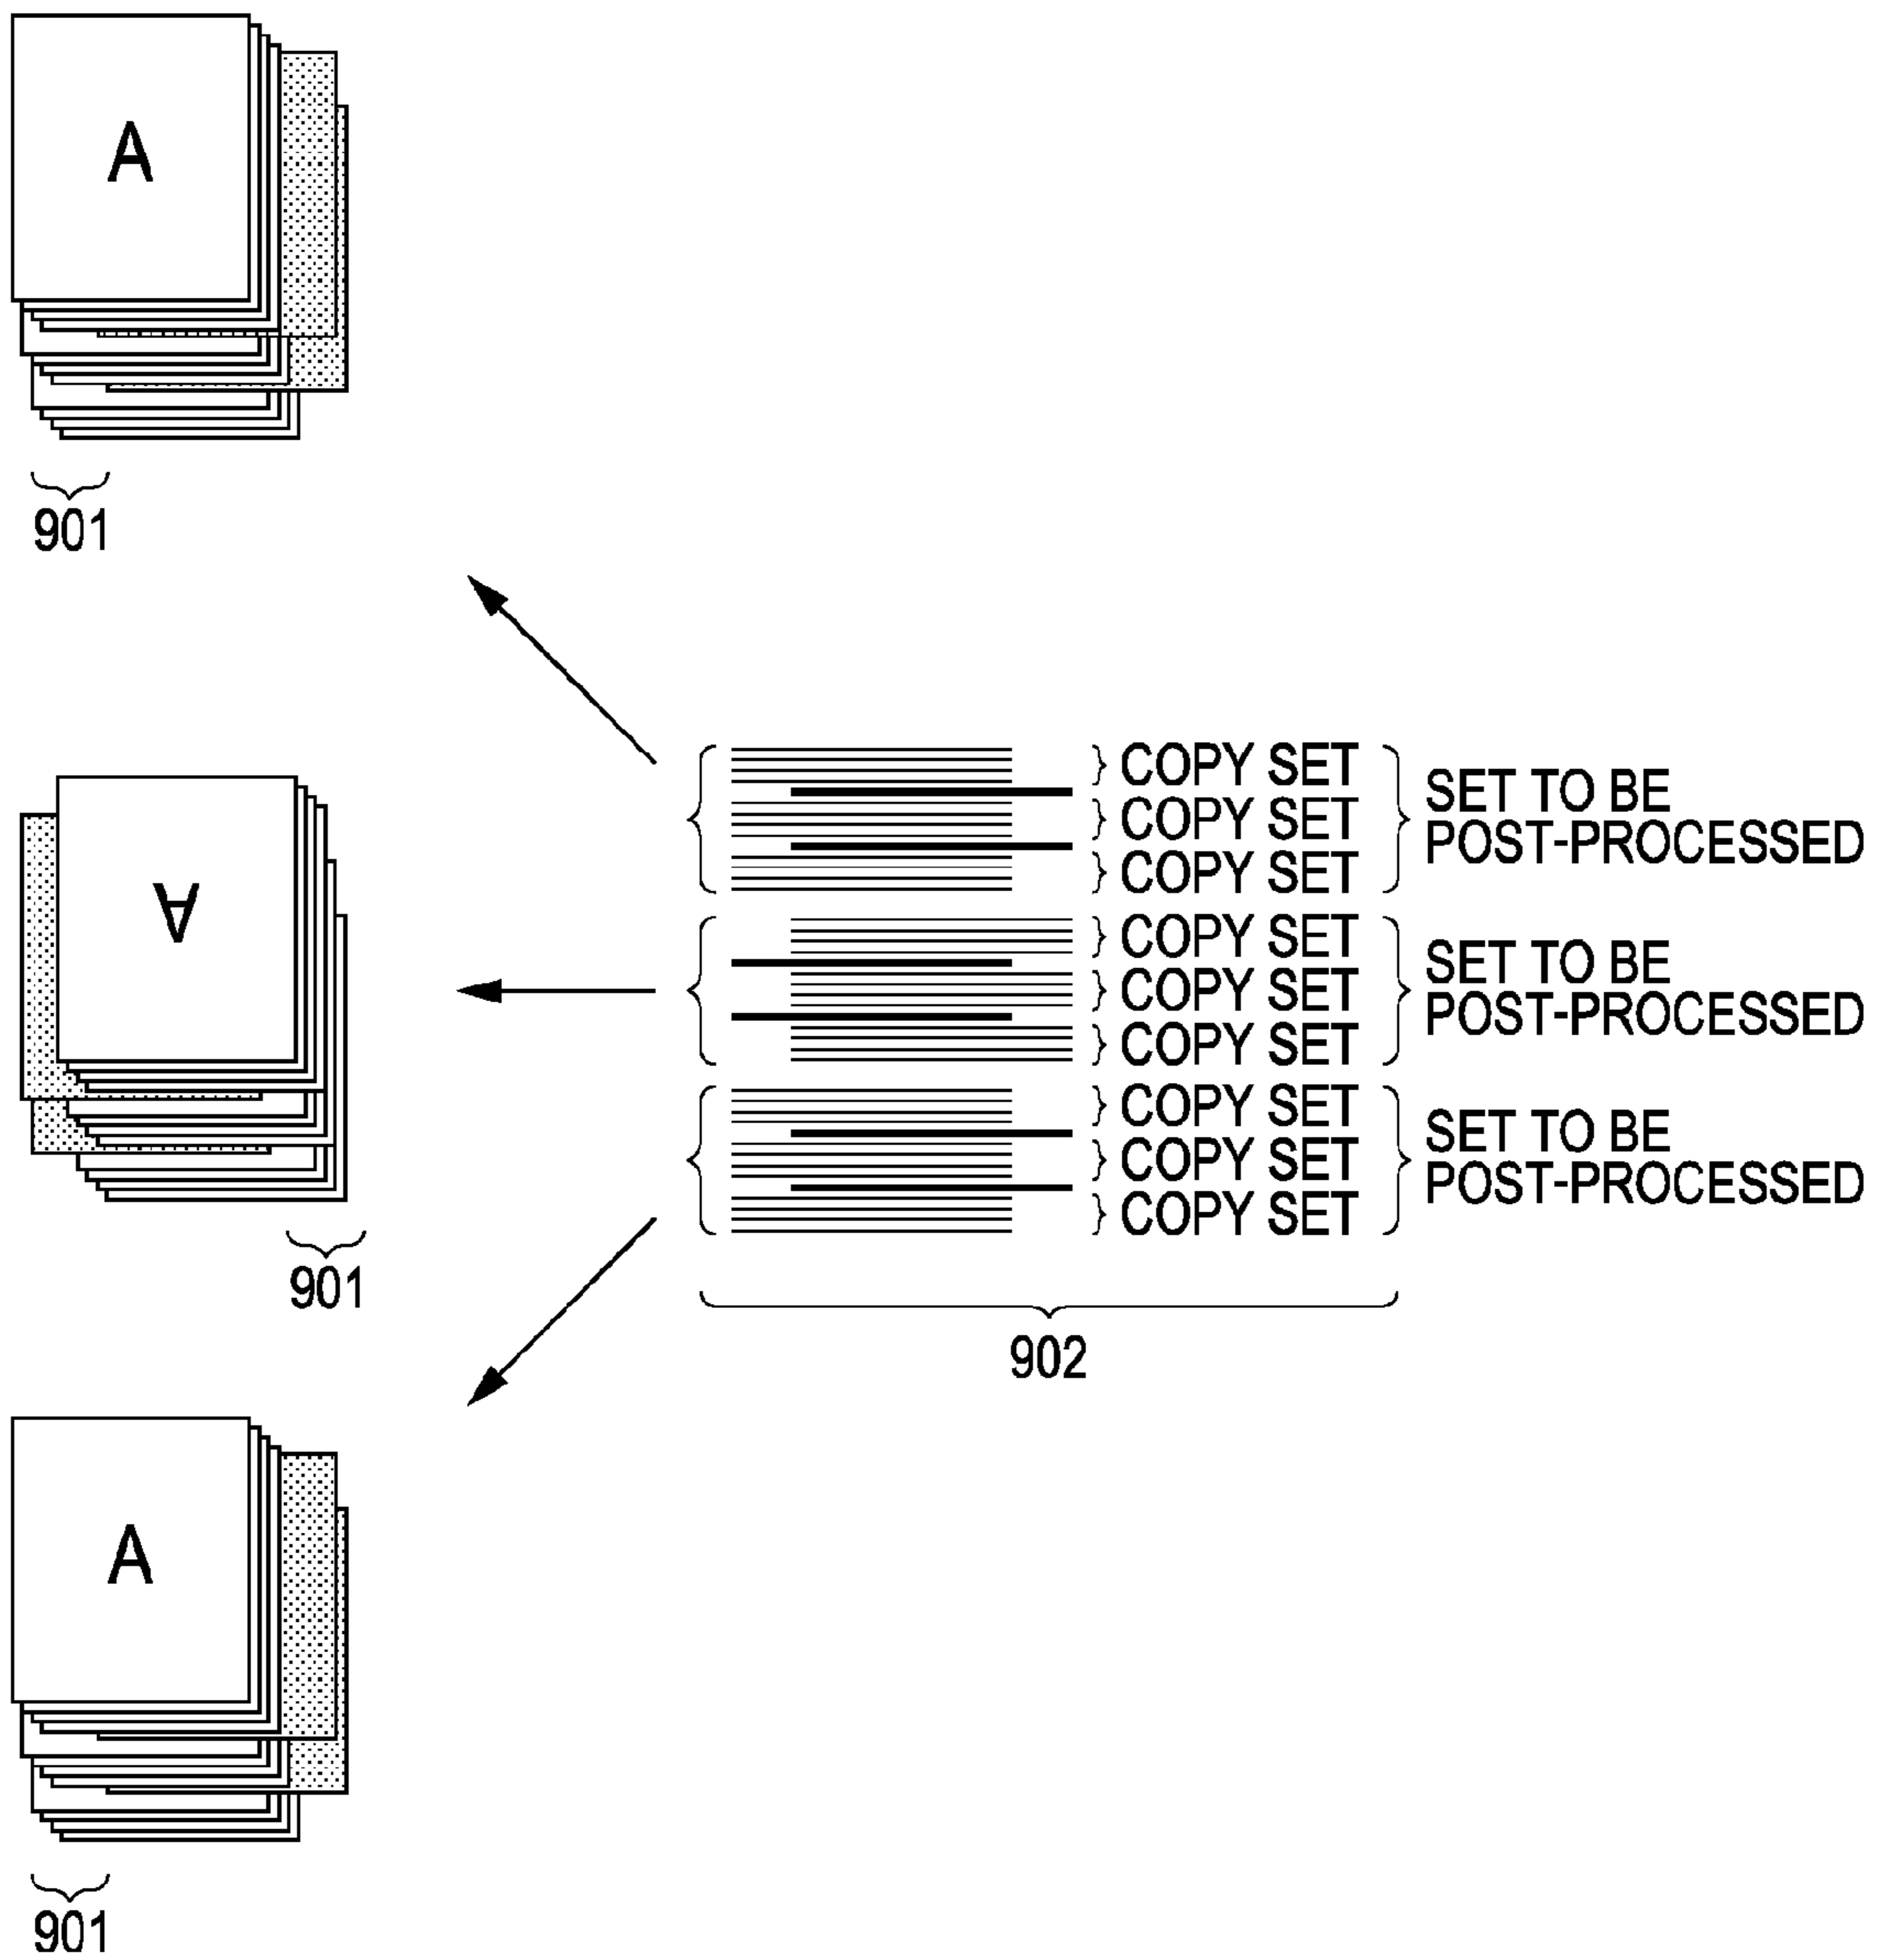 A
901
∀
901
A
901
COPY SET
COPY SET
COPY SET
SET TO BE
POST-PROCESSED
COPY SET
COPY SET
COPY SET
SET TO BE
POST-PROCESSED
COPY SET
COPY SET
COPY SET
SET TO BE
POST-PROCESSED
902